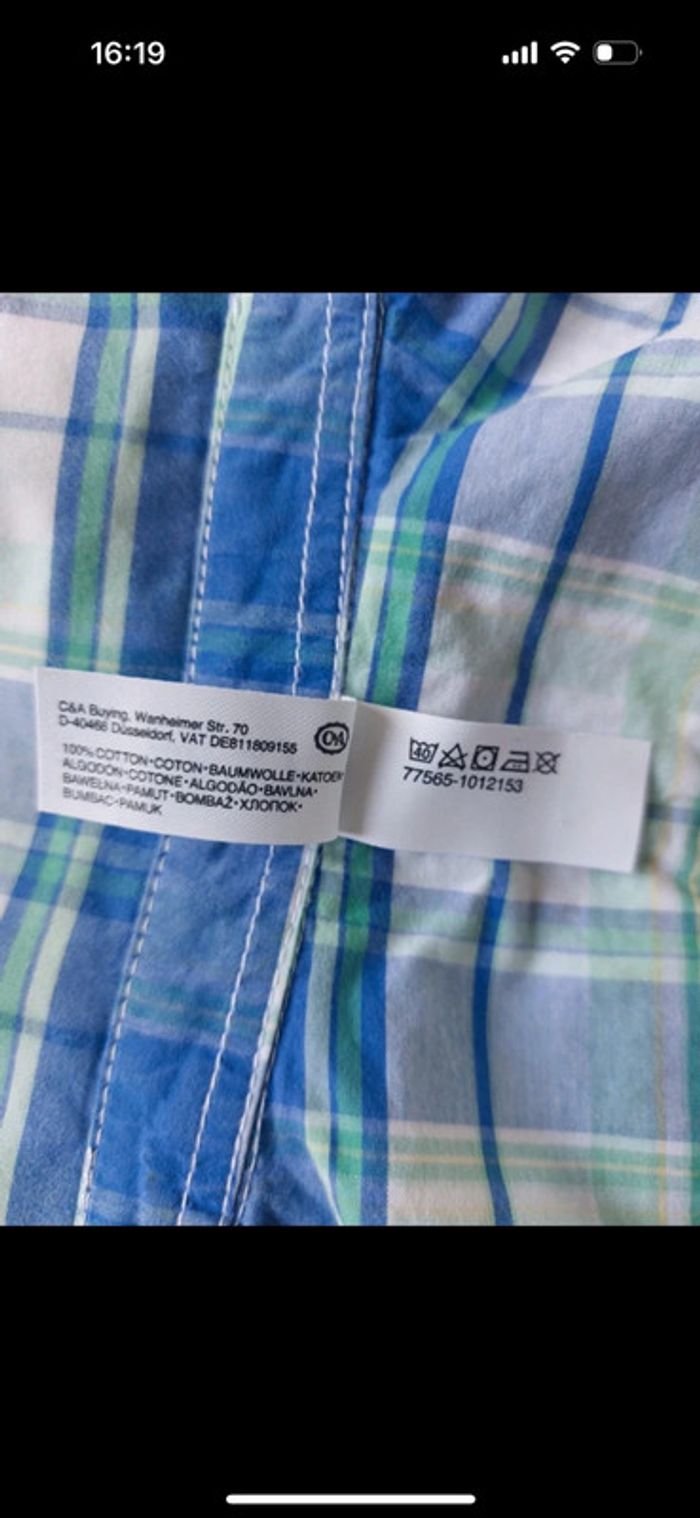 16:19
C&A Buying, Wanheimer Str. 70
D-40468 Düsseldorf, VAT DE811809155
C&A
100% COTTON·COTON·BAUMWOLLE·KATOEN·
ALGODON·COTONE·ALGODÃO·BAVLNA·
BAWEŁNA·PAMUT·BOMBAŽ·ХЛОПОК·
BUMBAC·PAMUK
40
77565-1012153